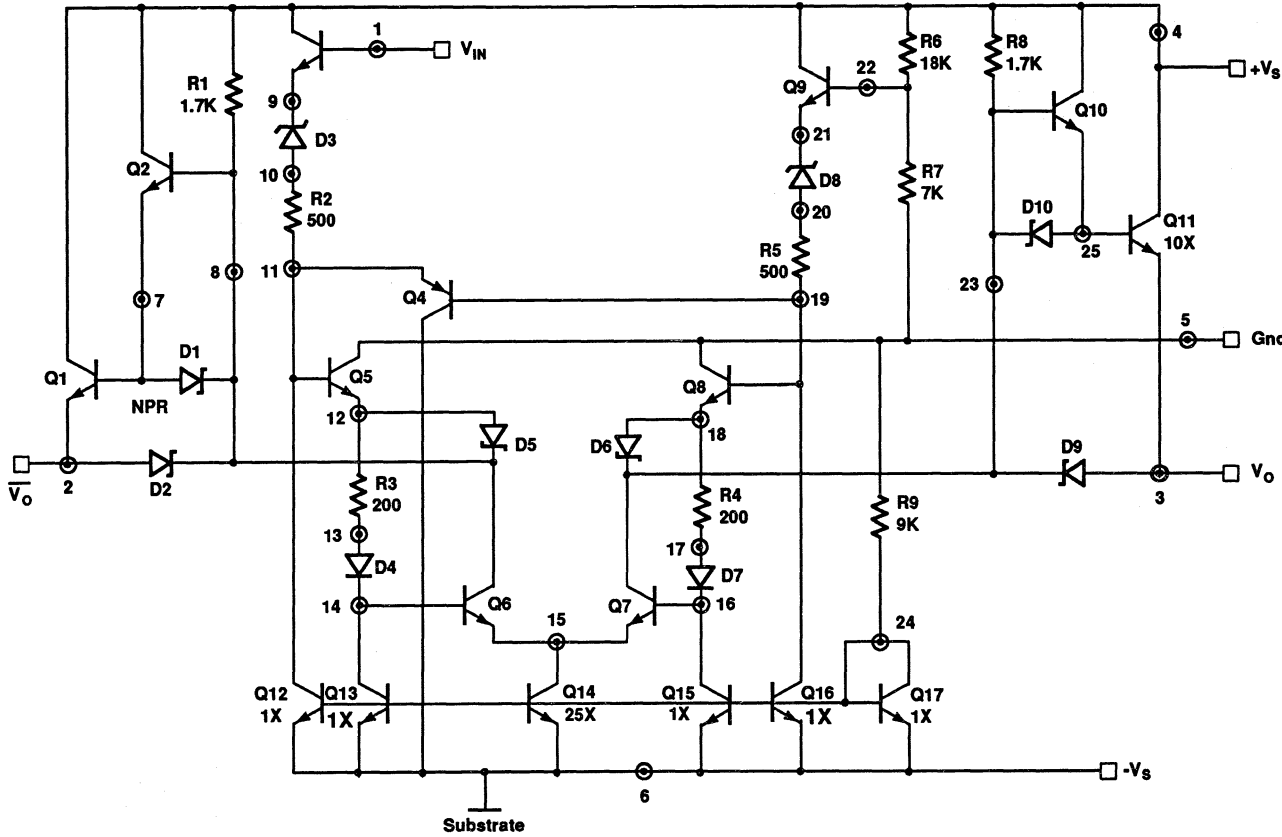 1
V_IN
R1
1.7K
9
D3
10
R2
500
Q2
8
11
7
Q1
D1
NPR
2
V̅_O̅
D2
Q9
22
R6
18K
21
D8
20
R7
7K
R5
500
19
Q4
R8
1.7K
Q10
4
+V_S
D10
25
Q11
10X
23
5
Gnd
Q5
12
D5
R3
200
13
D4
14
Q6
15
Q8
18
D6
R4
200
17
D7
16
Q7
R9
9K
24
D9
3
V_O
Q12
1X
Q13
1X
Q14
25X
Q15
1X
Q16
1X
Q17
1X
6
-V_S
Substrate